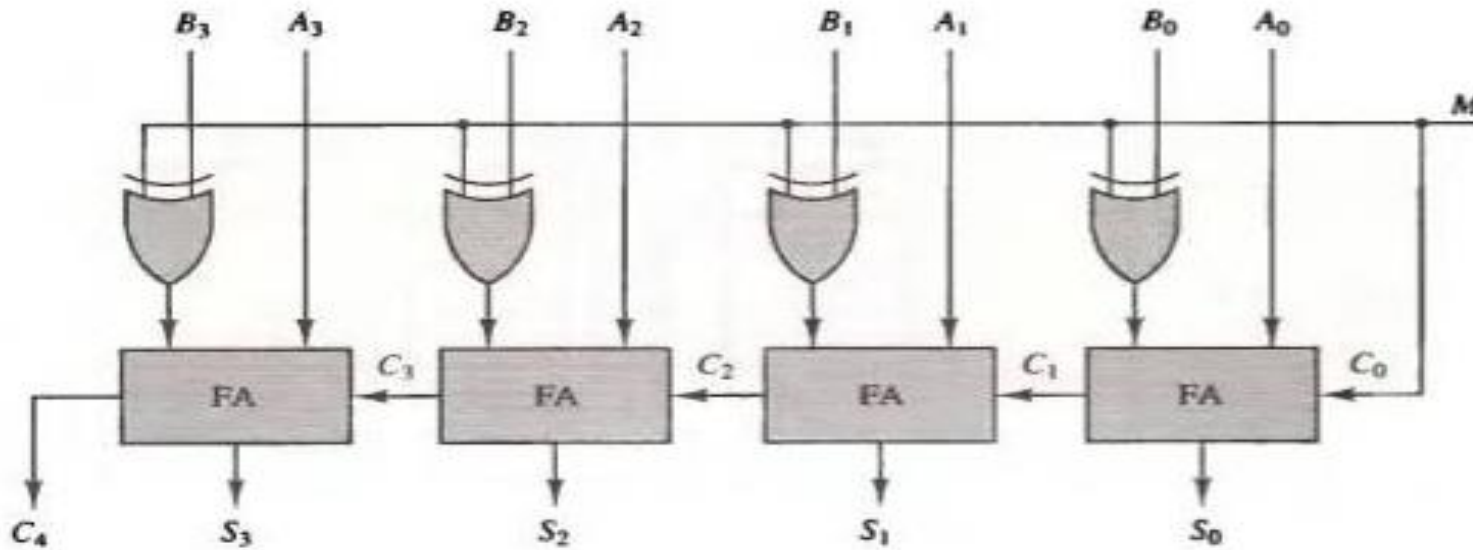 B₃ A₃ B₂ A₂ B₁ A₁ B₀ A₀
M
C₃ C₂ C₁ C₀
FA FA FA FA
C₄ S₃ S₂ S₁ S₀